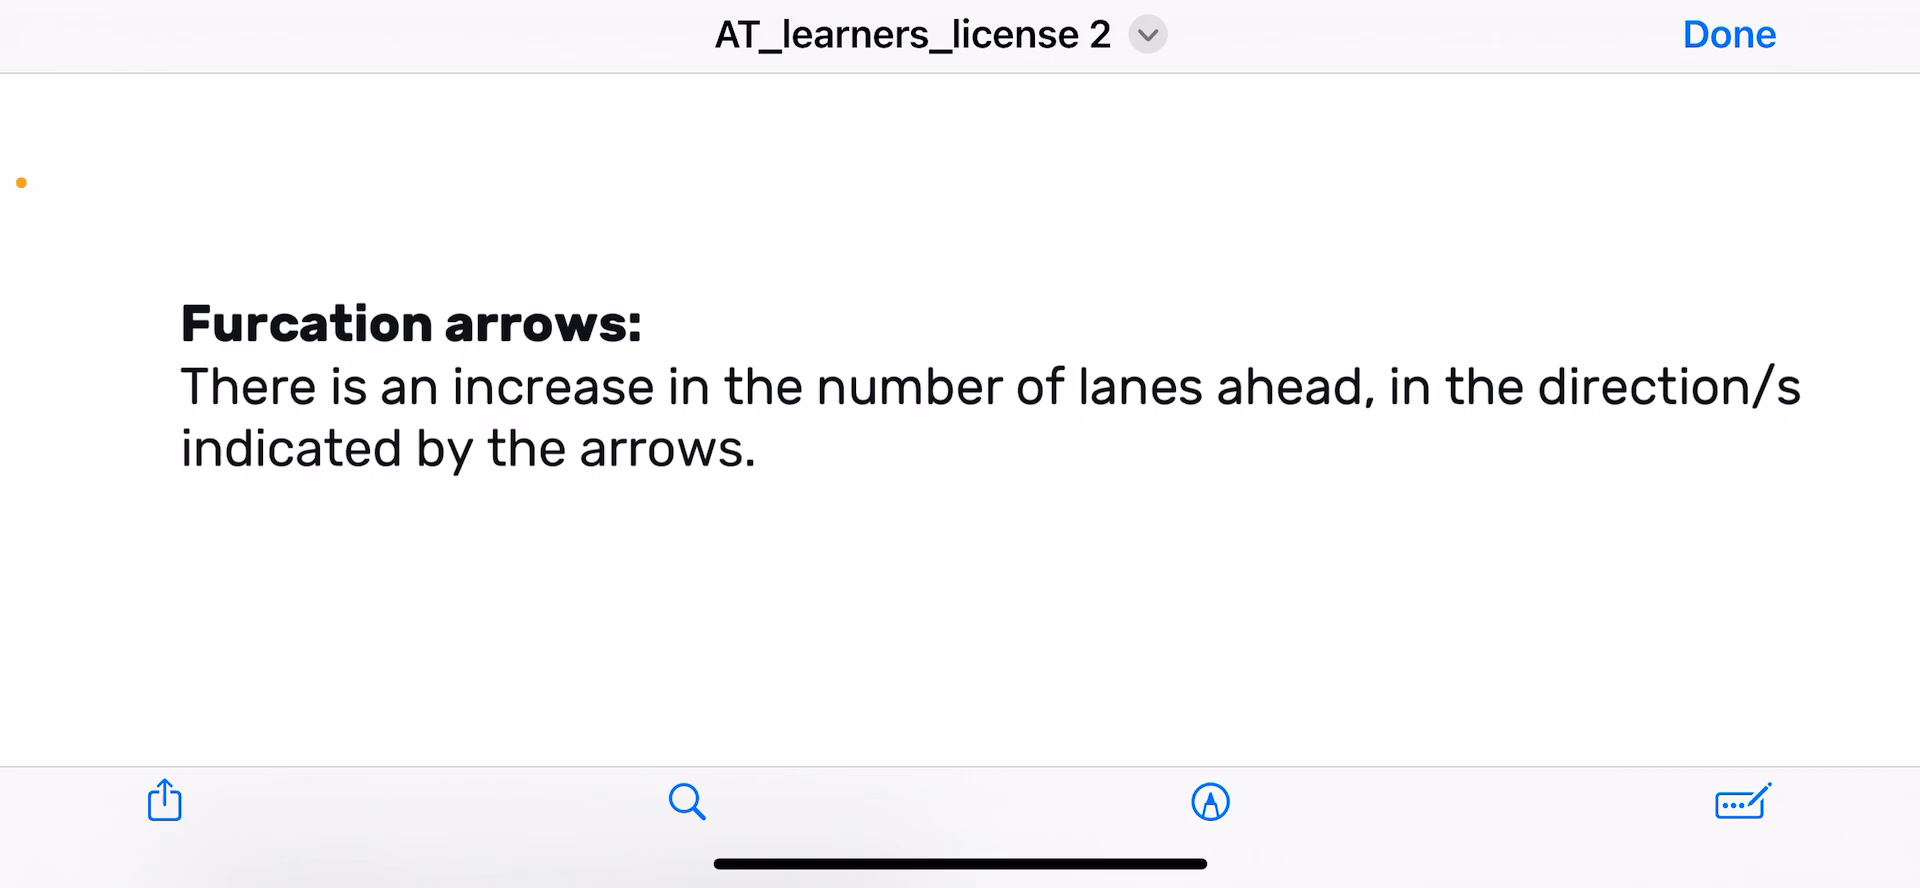 AT_learners_license 2
Done
Furcation arrows:
There is an increase in the number of lanes ahead, in the direction/s
indicated by the arrows.